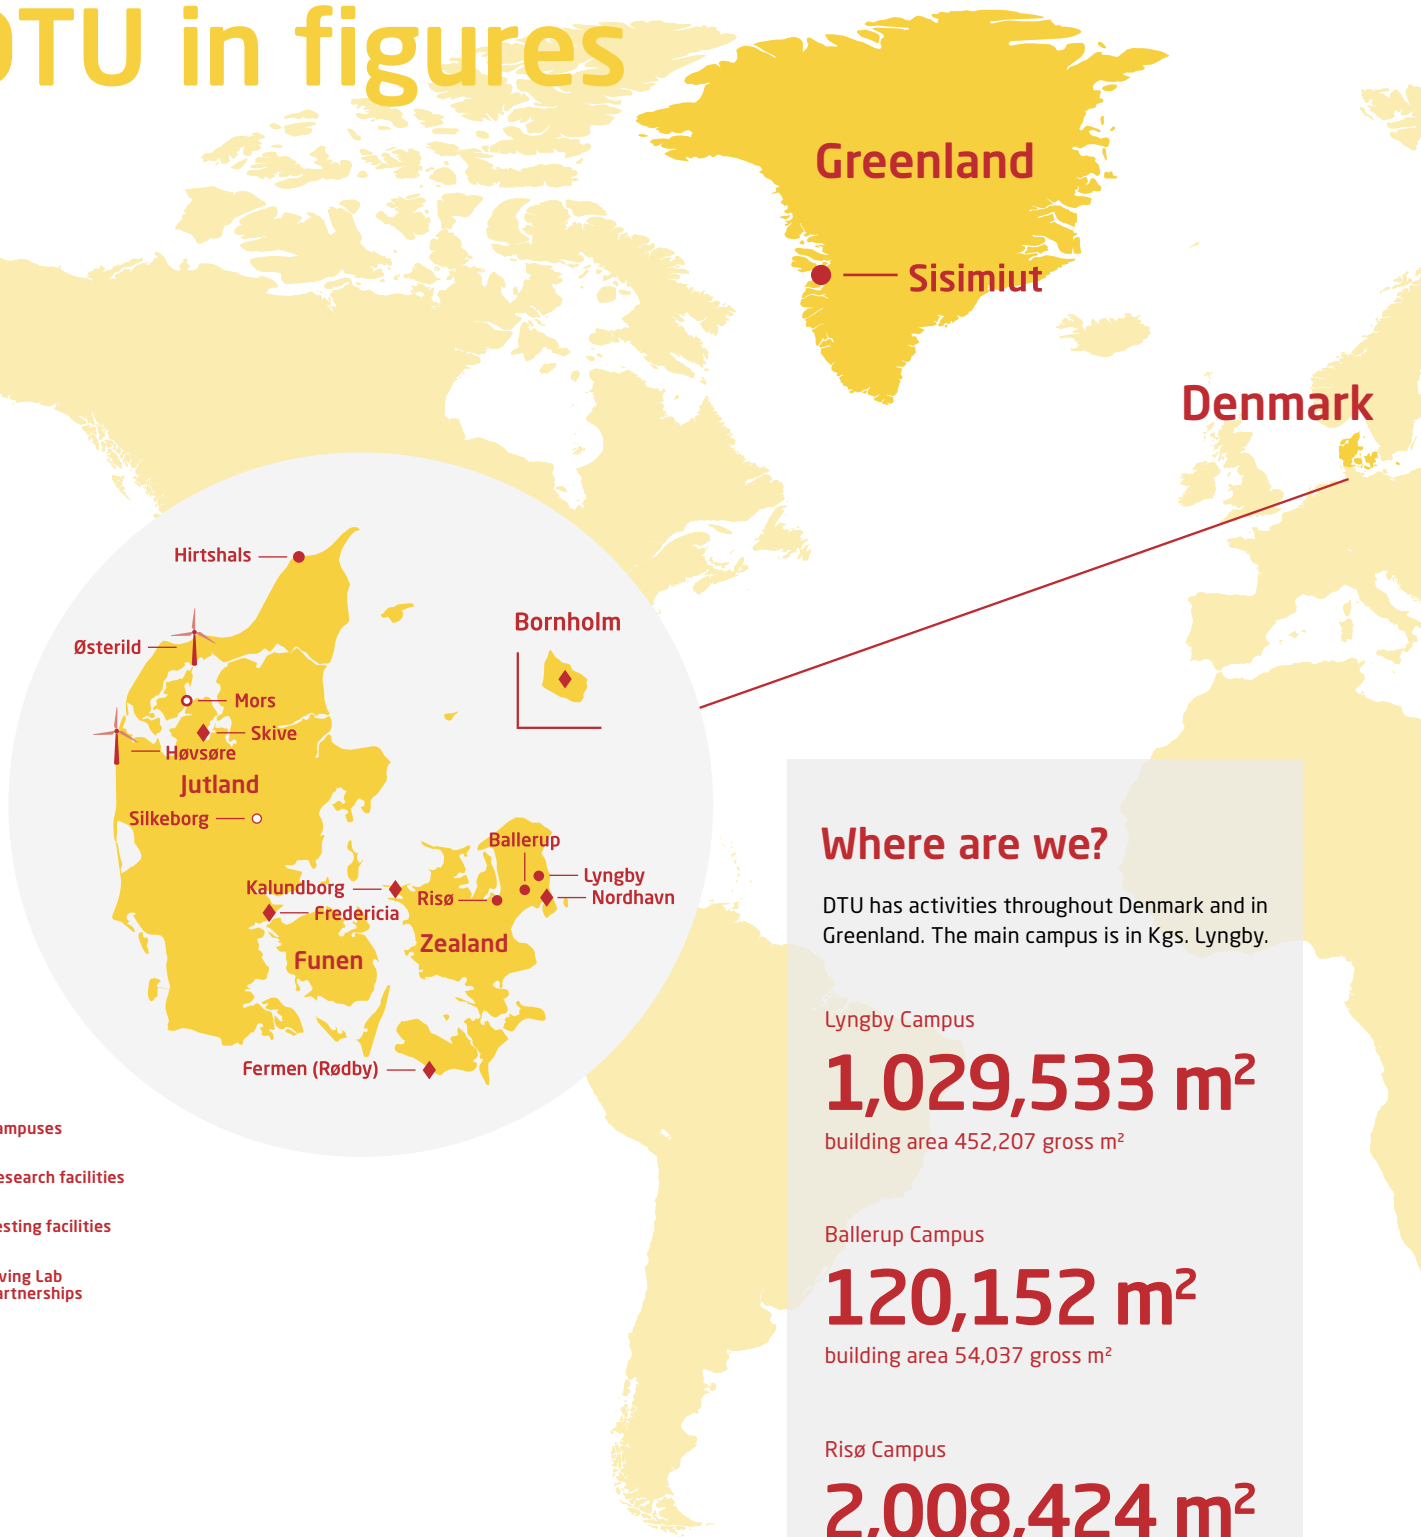 DTU in figures
Greenland
Sisimiut
Denmark
Hirtshals
Bornholm
Østerild
Mors
Skive
Høvsøre
Jutland
Silkeborg
Ballerup
Lyngby
Kalundborg
Risø
Nordhavn
Fredericia
Zealand
Funen
Fermen (Rødby)
ampuses
esearch facilities
esting facilities
ving Lab
artnerships
Where are we?
DTU has activities throughout Denmark and in
Greenland. The main campus is in Kgs. Lyngby.
Lyngby Campus
1,029,533 m²
building area 452,207 gross m²
Ballerup Campus
120,152 m²
building area 54,037 gross m²
Risø Campus
2,008,424 m²